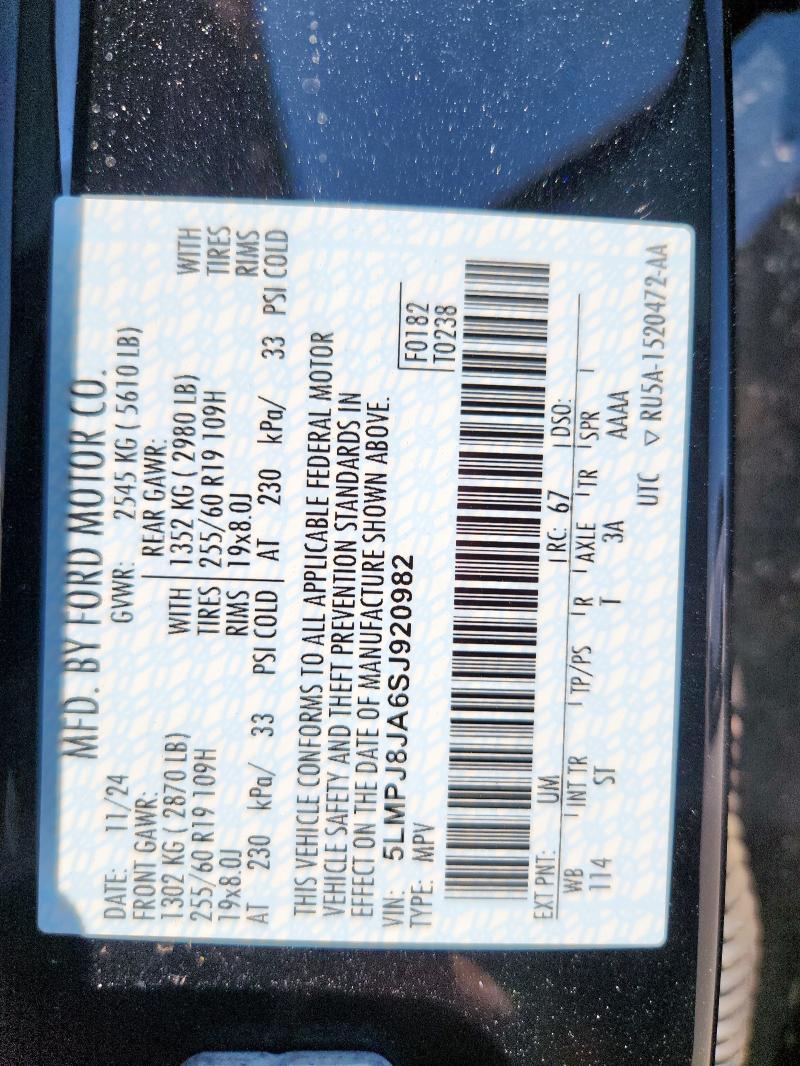 MFD. BY FORD MOTOR CO.
DATE: 11/24 GVWR: 2545 KG ( 5610 LB)
FRONT GAWR: REAR GAWR:
1302 KG ( 2870 LB) WITH 1352 KG ( 2980 LB) WITH
255/60 R19 109H TIRES 255/60 R19 109H TIRES
19x8.0J RIMS 19x8.0J RIMS
AT 230 kPa/ 33 PSI COLD AT 230 kPa/ 33 PSI COLD
THIS VEHICLE CONFORMS TO ALL APPLICABLE FEDERAL MOTOR
VEHICLE SAFETY AND THEFT PREVENTION STANDARDS IN
EFFECT ON THE DATE OF MANUFACTURE SHOWN ABOVE.
VIN: 5LMPJ8JA6SJ920982 F0182
TYPE: MPV T0238
EXT PNT: UM RC: 67 DSO:
WB INT TR TP/PS R AXLE TR SPR
114 ST T 3A AAAA
UTC ▽ RU5A-1520472-AA